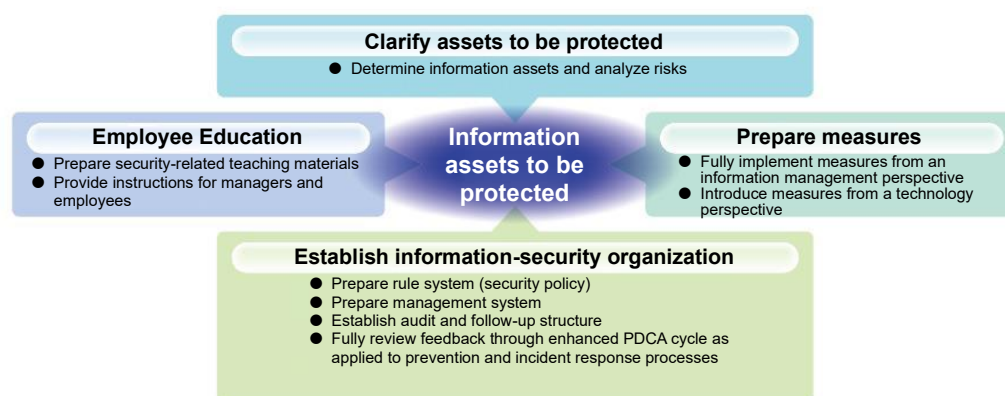 Clarify assets to be protected
● Determine information assets and analyze risks
Employee Education
● Prepare security-related teaching materials
● Provide instructions for managers and
employees
Information
assets to be
protected
Prepare measures
● Fully implement measures from an
information management perspective
● Introduce measures from a technology
perspective
Establish information-security organization
● Prepare rule system (security policy)
● Prepare management system
● Establish audit and follow-up structure
● Fully review feedback through enhanced PDCA cycle as
applied to prevention and incident response processes